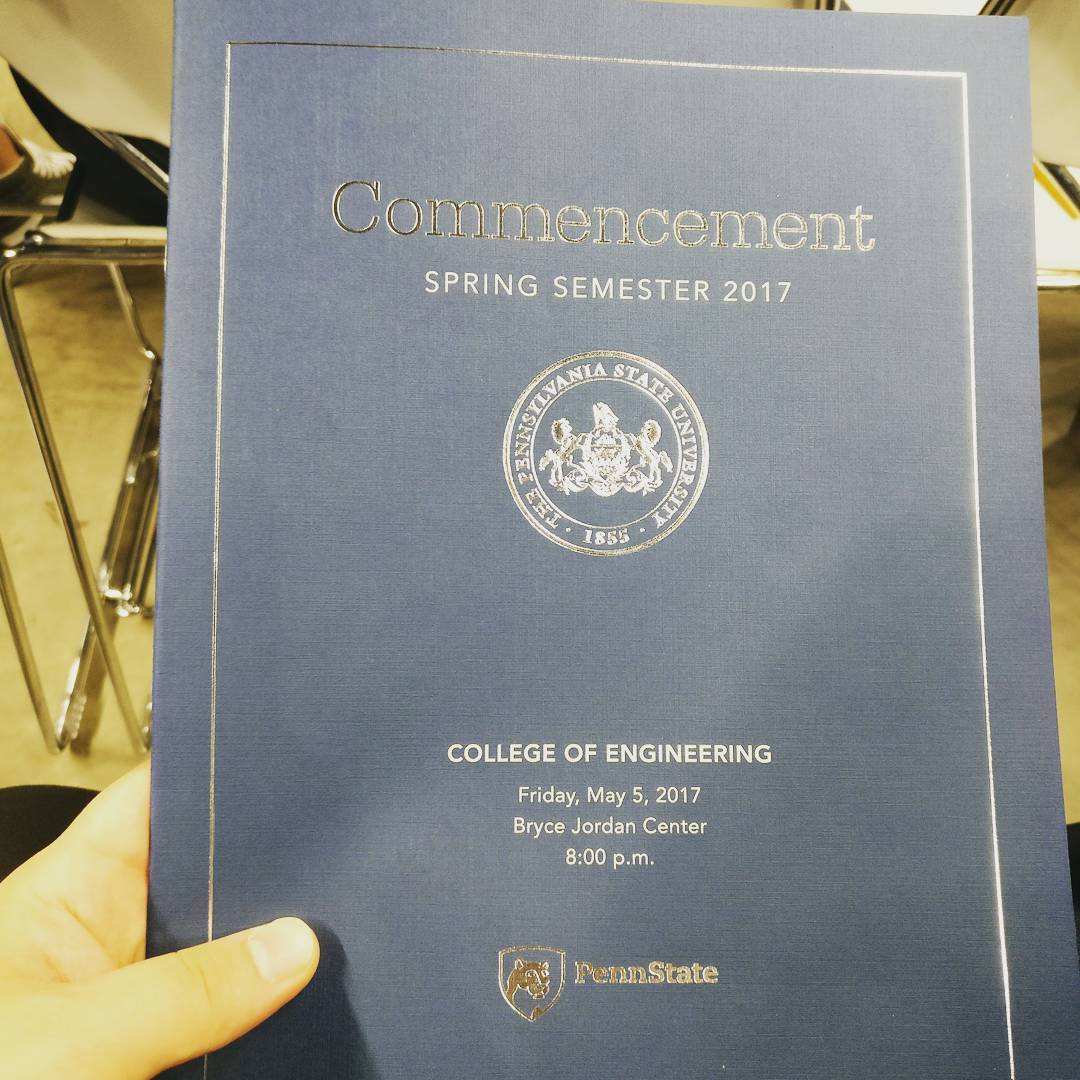 Commencement
SPRING SEMESTER 2017
THE PENNSYLVANIA STATE UNIVERSITY
· 1855 ·
COLLEGE OF ENGINEERING
Friday, May 5, 2017
Bryce Jordan Center
8:00 p.m.
PennState